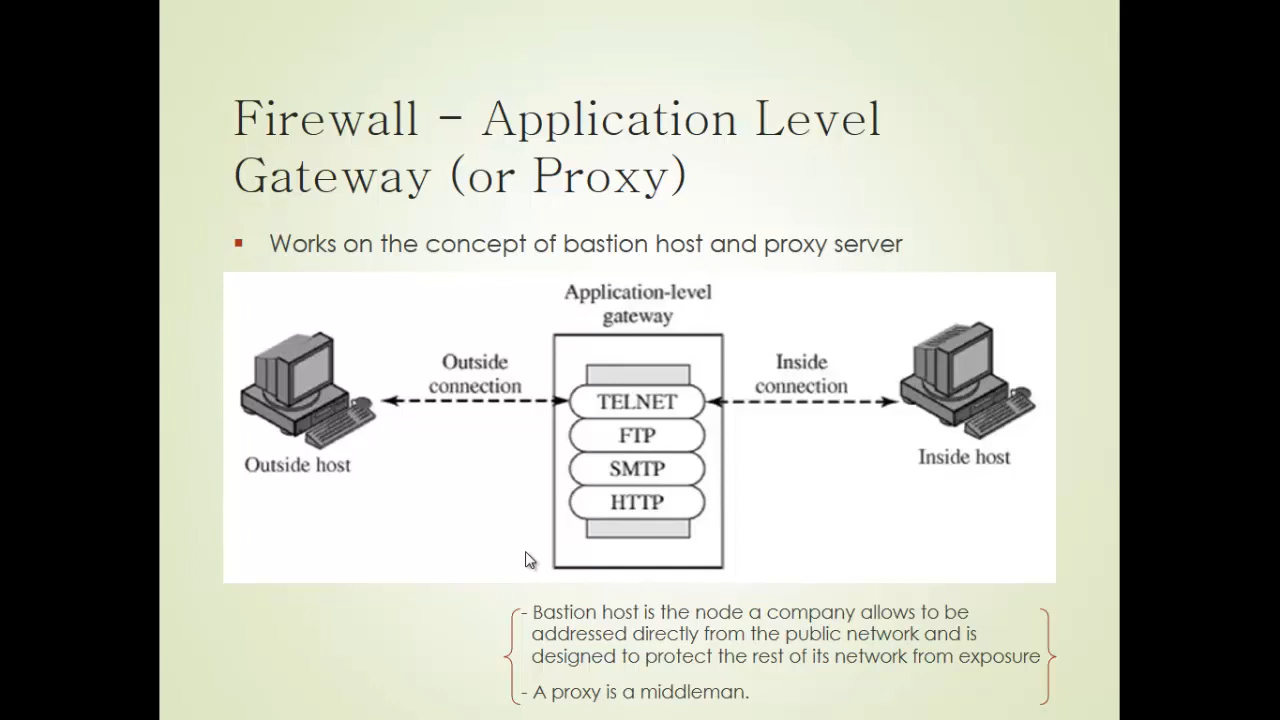 Firewall - Application Level
Gateway (or Proxy)
▪ Works on the concept of bastion host and proxy server
Application-level
gateway
Outside
connection
Inside
connection
TELNET
FTP
SMTP
HTTP
Outside host
Inside host
- Bastion host is the node a company allows to be
addressed directly from the public network and is
designed to protect the rest of its network from exposure
- A proxy is a middleman.